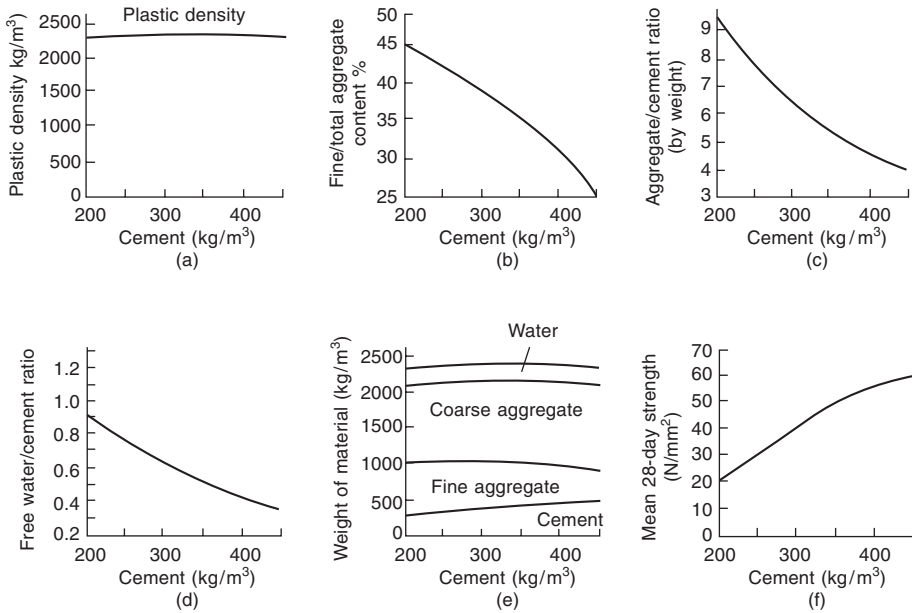 Plastic density
Plastic density kg/m³
2500
2000
1500
1000
500
0
200 300 400
Cement (kg/m³)
(a)
Fine/total aggregate
content %
50
45
40
35
30
25
200 300 400
Cement (kg/m³)
(b)
Aggregate/cement ratio
(by weight)
9
8
7
6
5
4
3
200 300 400
Cement (kg/m³)
(c)
Free water/cement ratio
1.2
1.0
0.8
0.6
0.4
0.2
200 300 400
Cement (kg/m³)
(d)
Water
Weight of material (kg/m³)
2500
2000
1000
500
0
Coarse aggregate
Fine aggregate
Cement
200 300 400
Cement (kg/m³)
(e)
Mean 28-day strength
(N/mm²)
70
60
50
40
30
20
10
0
200 300 400
Cement (kg/m³)
(f)